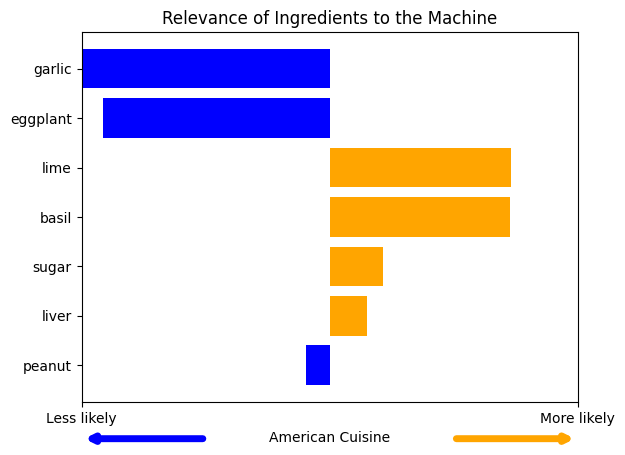 Relevance of Ingredients to the Machine
garlic
eggplant
lime
basil
sugar
liver
peanut
Less likely
More likely
American Cuisine